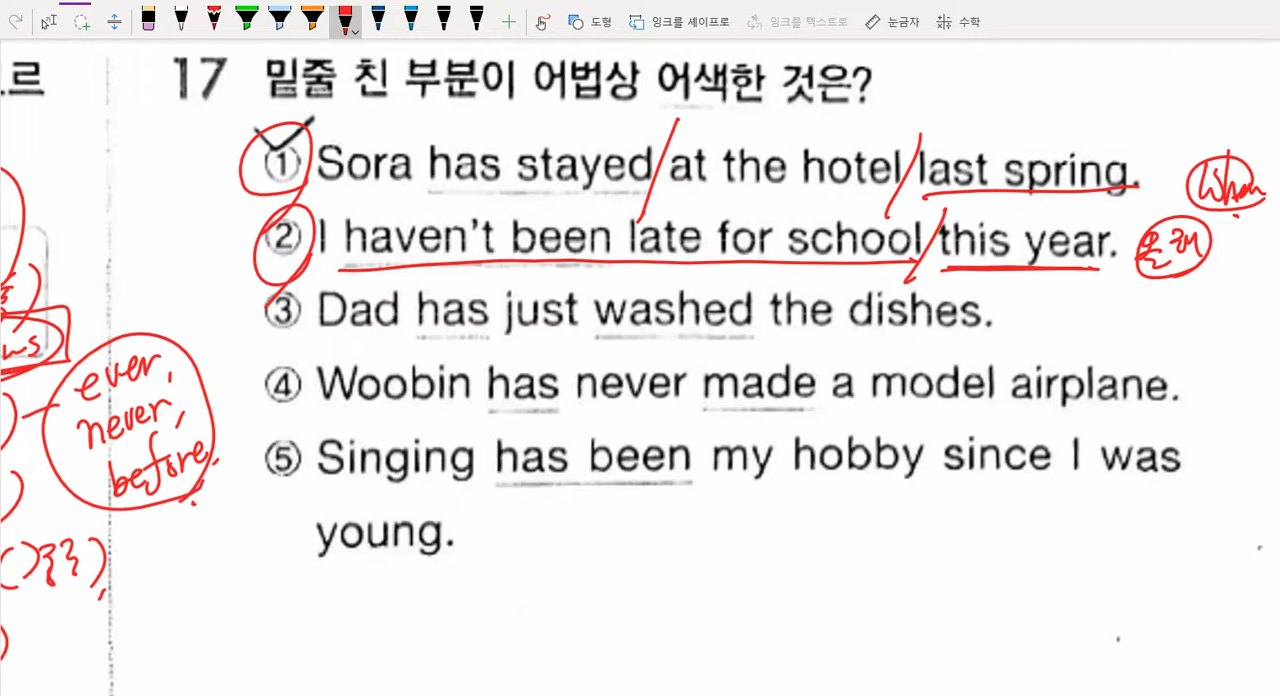 도형
잉크를 셰이프로
잉크를 텍스트로
눈금자
수학
르
17 밑줄 친 부분이 어법상 어색한 것은?
① Sora has stayed at the hotel last spring.
When
② I haven't been late for school this year.
올해
③ Dad has just washed the dishes.
④ Woobin has never made a model airplane.
⑤ Singing has been my hobby since I was
young.
ever,
never,
before.